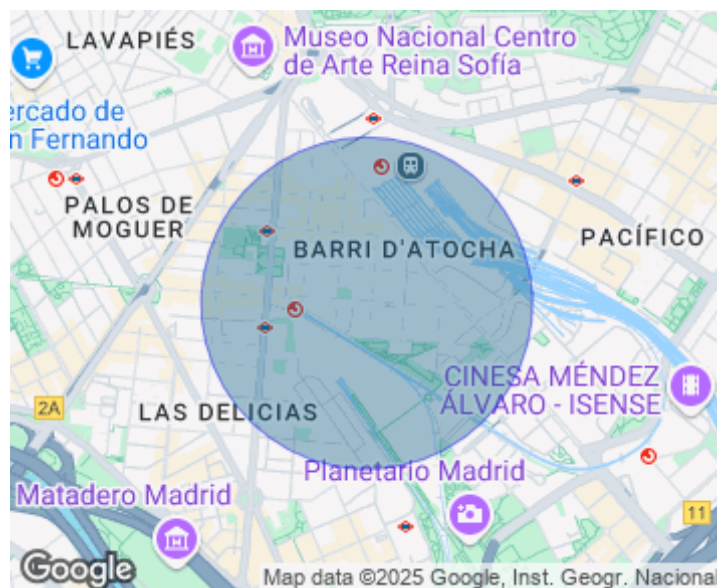 LAVAPIÉS
Museo Nacional Centro
de Arte Reina Sofía
ercado de
n Fernando
PALOS DE
MOGUER
BARRI D'ATOCHA
PACÍFICO
CINESA MÉNDEZ
ÁLVARO - ISENSE
2A
LAS DELICIAS
Planetario Madrid
Matadero Madrid
11
Google
Map data ©2025 Google, Inst. Geogr. Nacional